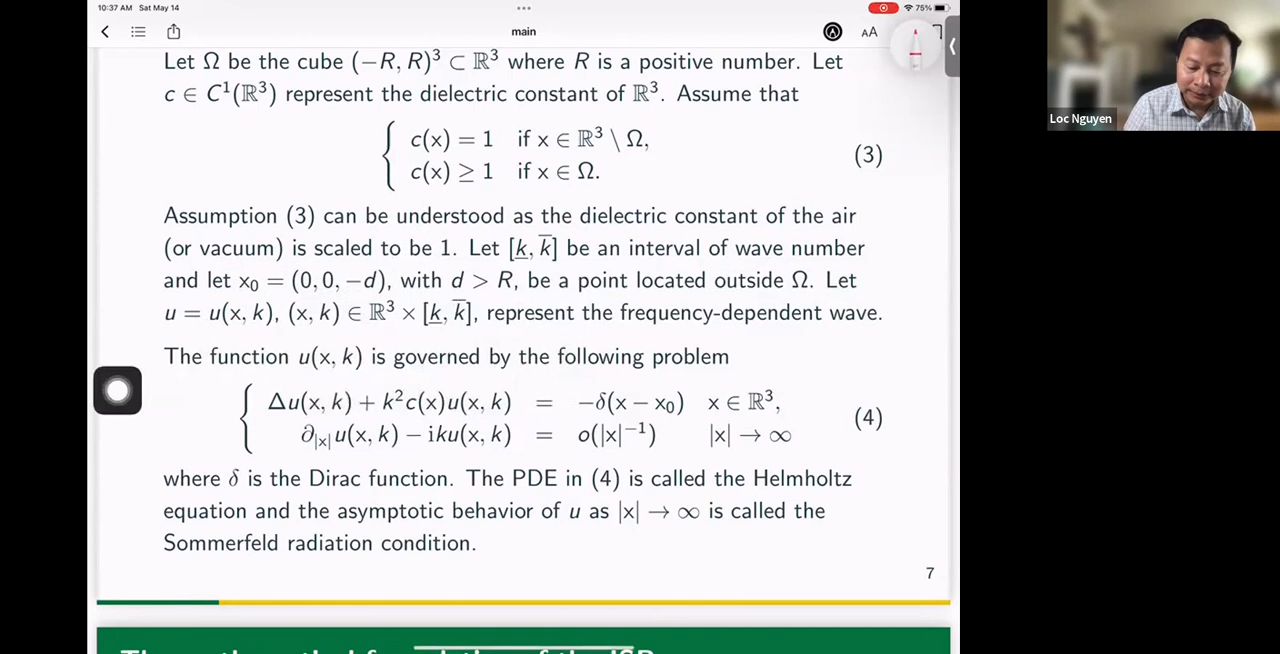 10:37 AM Sat May 14
75%
main
AA
Let Ω be the cube (−R, R)³ ⊂ ℝ³ where R is a positive number. Let
c ∈ C¹(ℝ³) represent the dielectric constant of ℝ³. Assume that
c(x) = 1 if x ∈ ℝ³ \ Ω,
(3)
c(x) ≥ 1 if x ∈ Ω.
Assumption (3) can be understood as the dielectric constant of the air
(or vacuum) is scaled to be 1. Let [k̲, k̅] be an interval of wave number
and let x₀ = (0, 0, −d), with d > R, be a point located outside Ω. Let
u = u(x, k), (x, k) ∈ ℝ³ × [k̲, k̅], represent the frequency-dependent wave.
The function u(x, k) is governed by the following problem
Δu(x, k) + k²c(x)u(x, k) = −δ(x − x₀) x ∈ ℝ³,
(4)
∂|x|u(x, k) − iku(x, k) = o(|x|⁻¹) |x| → ∞
where δ is the Dirac function. The PDE in (4) is called the Helmholtz
equation and the asymptotic behavior of u as |x| → ∞ is called the
Sommerfeld radiation condition.
7
Loc Nguyen